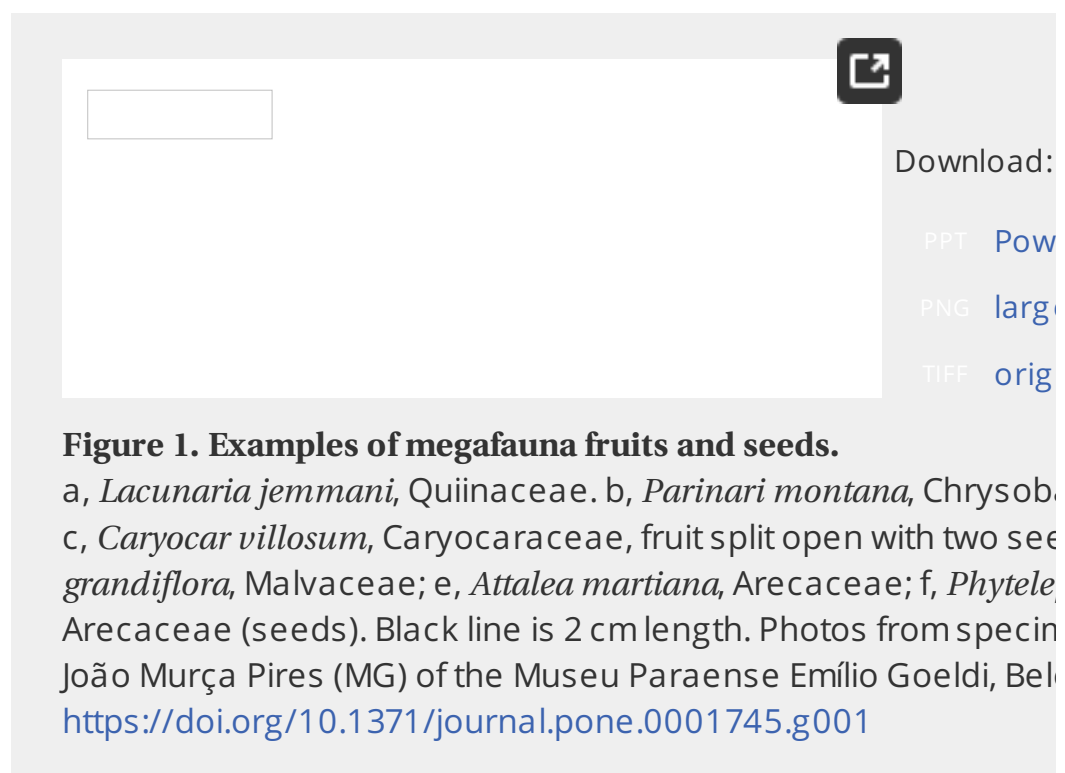 Download:
PPT Pow
PNG larg
TIFF orig
Figure 1. Examples of megafauna fruits and seeds.
a, Lacunaria jemmani, Quiinaceae. b, Parinari montana, Chrysob
c, Caryocar villosum, Caryocaraceae, fruit split open with two see
grandiflora, Malvaceae; e, Attalea martiana, Arecaceae; f, Phytele
Arecaceae (seeds). Black line is 2 cm length. Photos from specin
João Murça Pires (MG) of the Museu Paraense Emílio Goeldi, Bel
https://doi.org/10.1371/journal.pone.0001745.g001